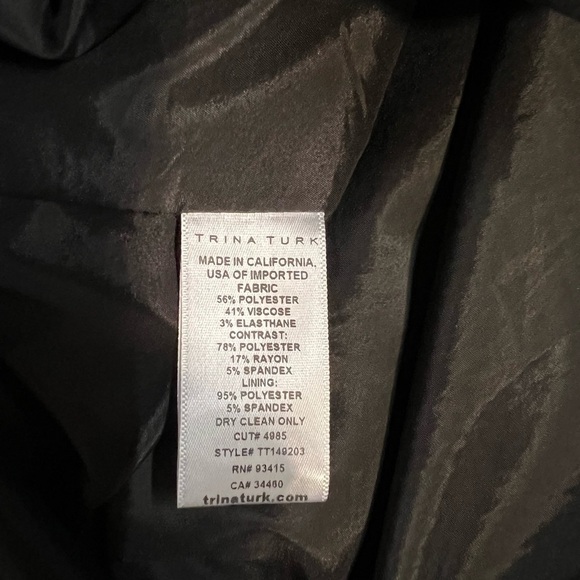 TRINA TURK
MADE IN CALIFORNIA,
USA OF IMPORTED
FABRIC
56% POLYESTER
41% VISCOSE
3% ELASTHANE
CONTRAST:
78% POLYESTER
17% RAYON
5% SPANDEX
LINING:
95% POLYESTER
5% SPANDEX
DRY CLEAN ONLY
CUT# 4985
STYLE# TT149203
RN# 93415
CA# 34460
trinaturk.com